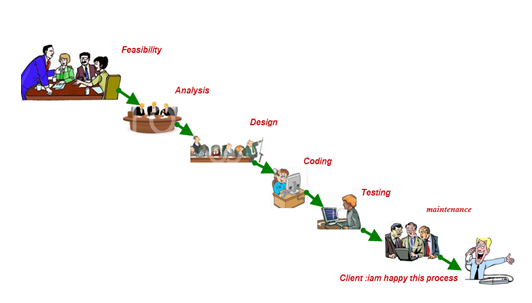 Feasibility
Analysis
Design
Coding
Testing
maintenance
Client :iam happy this process